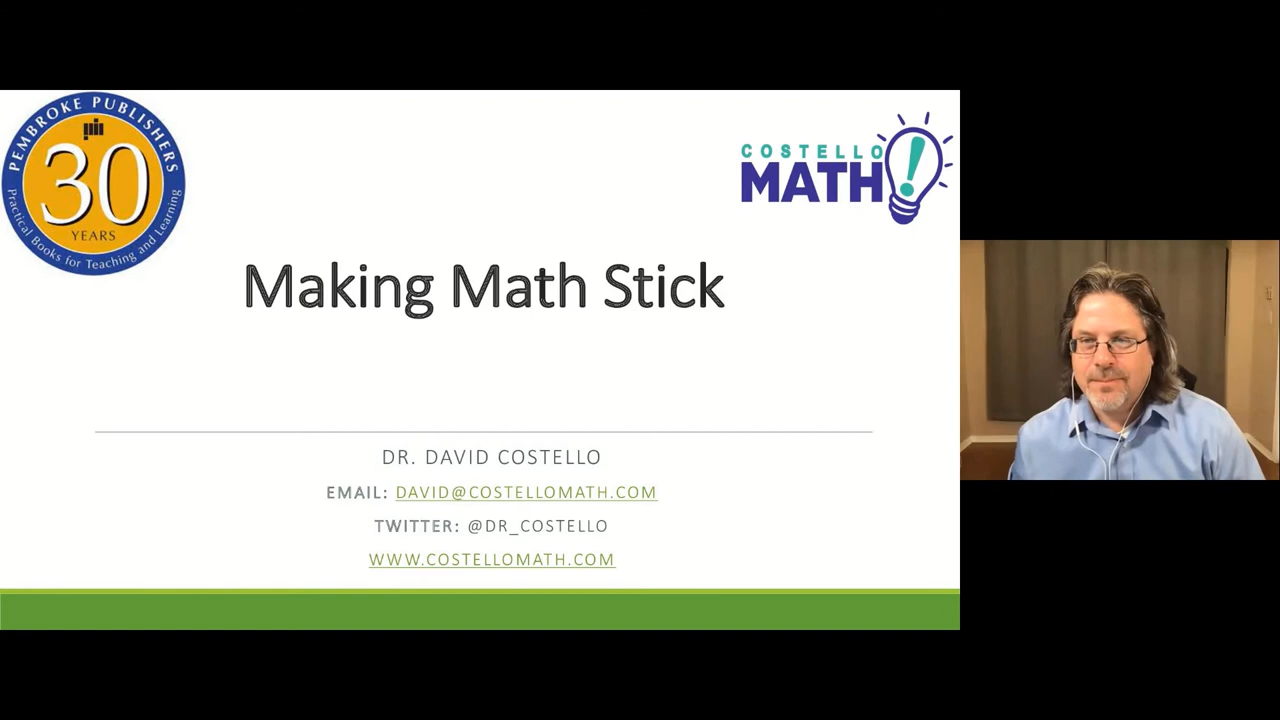 PEMBROKE PUBLISHERS
30
YEARS
Practical Books for Teaching and Learning
COSTELLO
MATH!
Making Math Stick
DR. DAVID COSTELLO
EMAIL: DAVID@COSTELLOMATH.COM
TWITTER: @DR_COSTELLO
WWW.COSTELLOMATH.COM